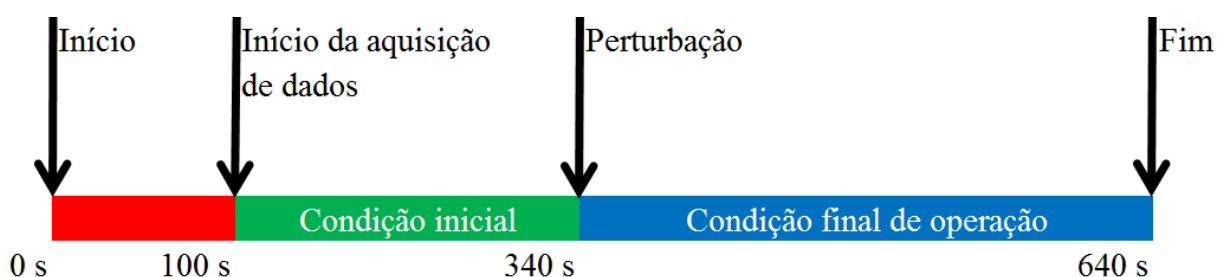 Início
Início da aquisição
de dados
Perturbação
Fim
Condição inicial
Condição final de operação
0 s
100 s
340 s
640 s